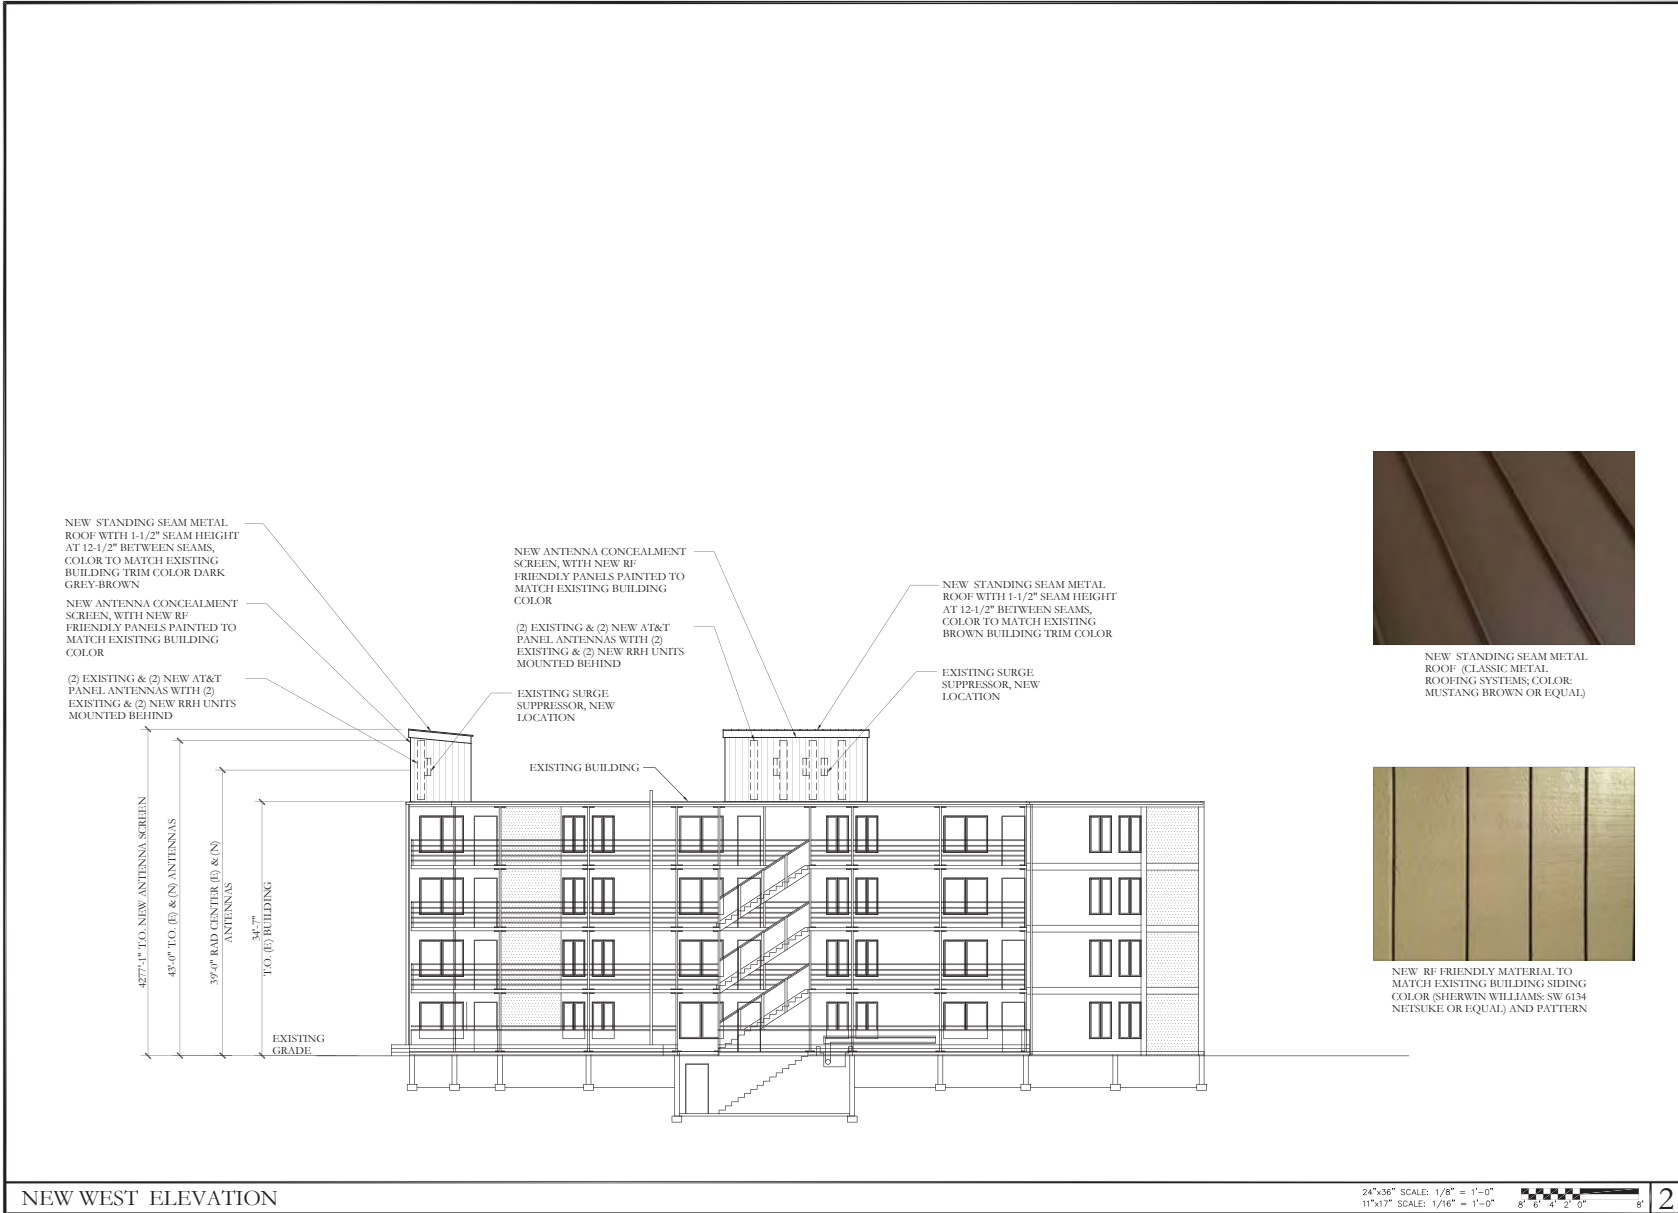 NEW STANDING SEAM METAL
ROOF WITH 1-1/2" SEAM HEIGHT
AT 12-1/2" BETWEEN SEAMS,
COLOR TO MATCH EXISTING
BUILDING TRIM COLOR DARK
GREY-BROWN
NEW ANTENNA CONCEALMENT
SCREEN, WITH NEW RF
FRIENDLY PANELS PAINTED TO
MATCH EXISTING BUILDING
COLOR
(2) EXISTING & (2) NEW AT&T
PANEL ANTENNAS WITH (2)
EXISTING & (2) NEW RRH UNITS
MOUNTED BEHIND
EXISTING SURGE
SUPPRESSOR, NEW
LOCATION
NEW ANTENNA CONCEALMENT
SCREEN, WITH NEW RF
FRIENDLY PANELS PAINTED TO
MATCH EXISTING BUILDING
COLOR
(2) EXISTING & (2) NEW AT&T
PANEL ANTENNAS WITH (2)
EXISTING & (2) NEW RRH UNITS
MOUNTED BEHIND
EXISTING BUILDING
NEW STANDING SEAM METAL
ROOF WITH 1-1/2" SEAM HEIGHT
AT 12-1/2" BETWEEN SEAMS,
COLOR TO MATCH EXISTING
BROWN BUILDING TRIM COLOR
EXISTING SURGE
SUPPRESSOR, NEW
LOCATION
NEW STANDING SEAM METAL
ROOF (CLASSIC METAL
ROOFING SYSTEMS; COLOR:
MUSTANG BROWN OR EQUAL)
NEW RF FRIENDLY MATERIAL TO
MATCH EXISTING BUILDING SIDING
COLOR (SHERWIN WILLIAMS: SW 6134
NETSUKE OR EQUAL) AND PATTERN
4277'-1" T.O. NEW ANTENNA SCREEN
43'-0" T.O. (E) & (N) ANTENNAS
39'-0" RAD CENTER (E) & (N)
ANTENNAS
34'-7"
T.O. (E) BUILDING
EXISTING
GRADE
NEW WEST ELEVATION
24"x36" SCALE: 1/8" = 1'-0"
11"x17" SCALE: 1/16" = 1'-0"
8' 6' 4' 2' 0" 8'
2